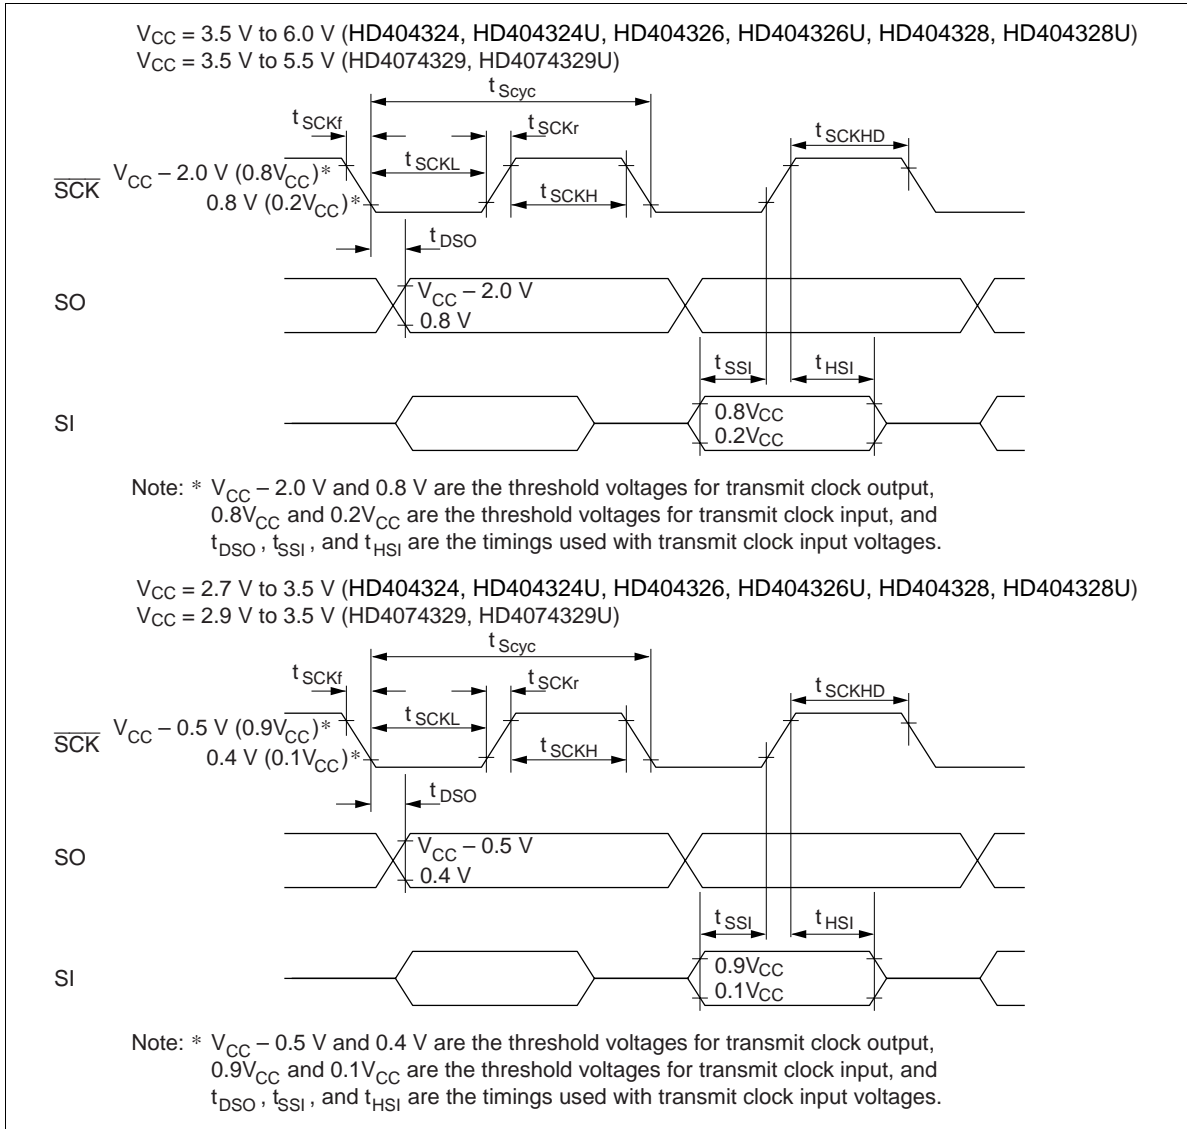 VCC = 3.5 V to 6.0 V (HD404324, HD404324U, HD404326, HD404326U, HD404328, HD404328U)
VCC = 3.5 V to 5.5 V (HD4074329, HD4074329U)
tScyc
tSCKf
tSCKr
tSCKHD
SCK
VCC – 2.0 V (0.8VCC)*
tSCKL
0.8 V (0.2VCC)*
tSCKH
tDSO
SO
VCC – 2.0 V
0.8 V
tSSI
tHSI
SI
0.8VCC
0.2VCC
Note: * VCC – 2.0 V and 0.8 V are the threshold voltages for transmit clock output,
0.8VCC and 0.2VCC are the threshold voltages for transmit clock input, and
tDSO , tSSI , and tHSI are the timings used with transmit clock input voltages.
VCC = 2.7 V to 3.5 V (HD404324, HD404324U, HD404326, HD404326U, HD404328, HD404328U)
VCC = 2.9 V to 3.5 V (HD4074329, HD4074329U)
tScyc
tSCKf
tSCKr
tSCKHD
SCK
VCC – 0.5 V (0.9VCC)*
tSCKL
0.4 V (0.1VCC)*
tSCKH
tDSO
SO
VCC – 0.5 V
0.4 V
tSSI
tHSI
SI
0.9VCC
0.1VCC
Note: * VCC – 0.5 V and 0.4 V are the threshold voltages for transmit clock output,
0.9VCC and 0.1VCC are the threshold voltages for transmit clock input, and
tDSO , tSSI , and tHSI are the timings used with transmit clock input voltages.